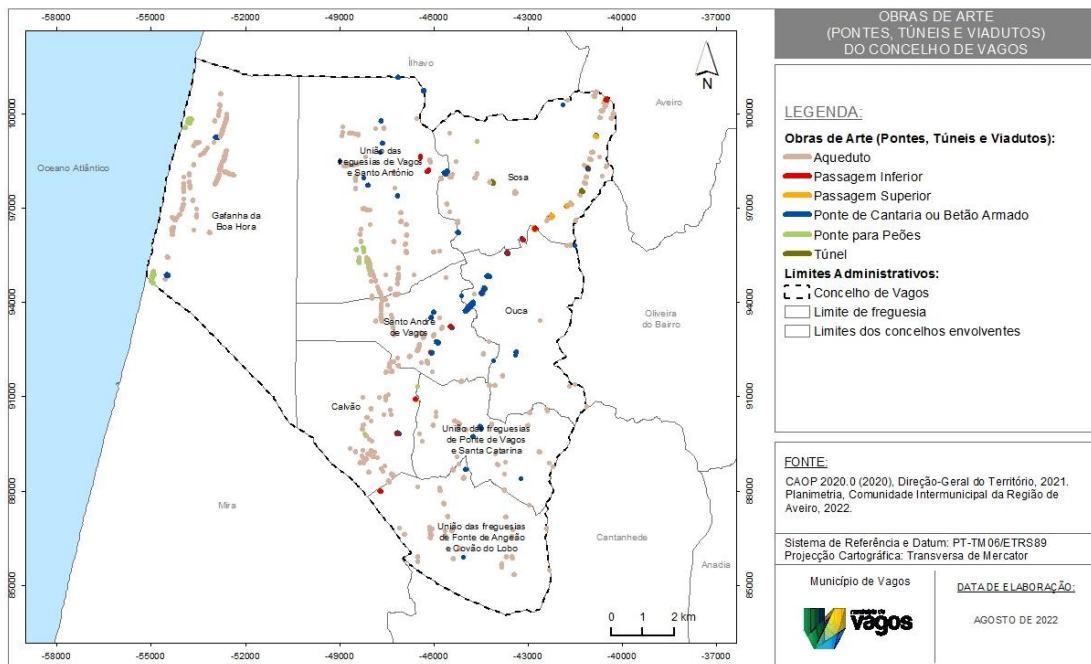 -58000 -55000 -52000 -49000 -46000 -43000 -40000 -37000
100000
97000
94000
91000
88000
85000
Ílhavo
Aveiro
N
Oceano Atlântico
União das
freguesias de Vagos
e Santo António
Sosa
Gafanha da
Boa Hora
Ouca
Santo André
de Vagos
Oliveira
do Bairro
Calvão
União das freguesias
de Ponte de Vagos
e Santa Catarina
Mira
União das freguesias
de Fonte de Angeão
e Covão do Lobo
Cantanhede
Anadia
0 1 2 km
100000
97000
94000
91000
88000
85000
-58000 -55000 -52000 -49000 -46000 -43000 -40000 -37000
OBRAS DE ARTE
(PONTES, TÚNEIS E VIADUTOS)
DO CONCELHO DE VAGOS
LEGENDA:
Obras de Arte (Pontes, Túneis e Viadutos):
Aqueduto
Passagem Inferior
Passagem Superior
Ponte de Cantaria ou Betão Armado
Ponte para Peões
Túnel
Limites Administrativos:
Concelho de Vagos
Limite de freguesia
Limites dos concelhos envolventes
FONTE:
CAOP 2020.0 (2020), Direção-Geral do Território, 2021.
Planimetria, Comunidade Intermunicipal da Região de
Aveiro, 2022.
Sistema de Referência e Datum: PT-TM06/ETRS89
Projecção Cartográfica: Transversa de Mercator
Município de Vagos
município de
vagos
DATA DE ELABORAÇÃO:
AGOSTO DE 2022